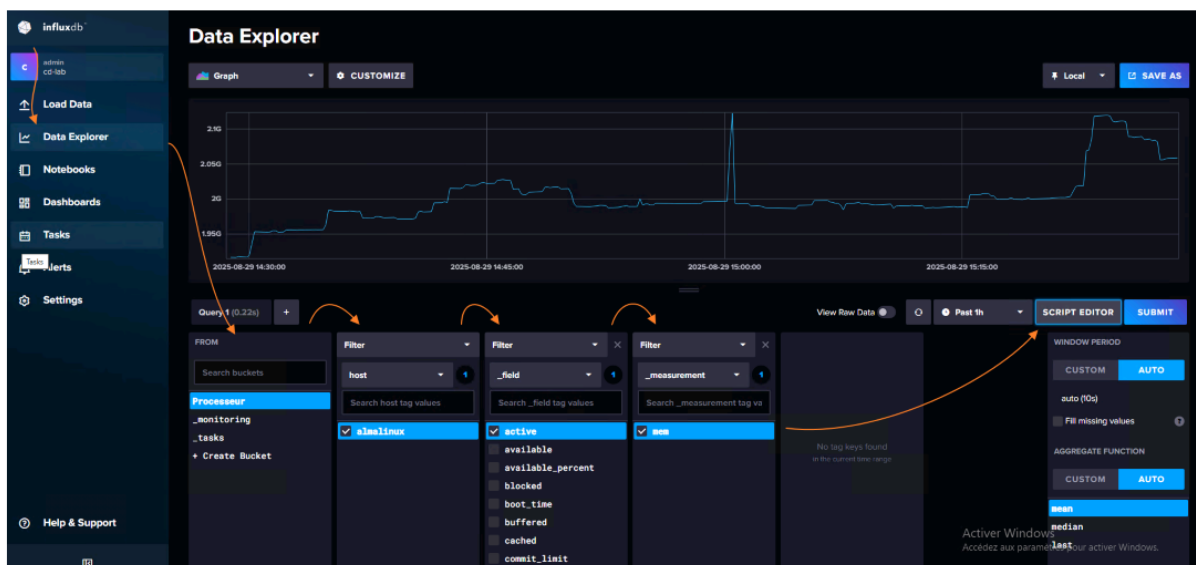 influxdb™
C
admin
cd-lab
Load Data
Data Explorer
Notebooks
Dashboards
Tasks
Tasks
lerts
Settings
Help & Support
Data Explorer
Graph
CUSTOMIZE
Local
SAVE AS
2.1G
2.05G
2G
1.95G
2025-08-29 14:30:00
2025-08-29 14:45:00
2025-08-29 15:00:00
2025-08-29 15:15:00
Query 1 (0.22s)
+
View Raw Data
Past 1h
SCRIPT EDITOR
SUBMIT
FROM
Search buckets
Processeur
_monitoring
_tasks
+ Create Bucket
Filter
host
1
Search host tag values
almalinux
Filter
_field
1
Search _field tag values
active
available
available_percent
blocked
boot_time
buffered
cached
commit_limit
Filter
_measurement
1
Search _measurement tag va
mem
No tag keys found
in the current time range
WINDOW PERIOD
CUSTOM
AUTO
auto (10s)
Fill missing values
AGGREGATE FUNCTION
CUSTOM
AUTO
mean
median
last
Activer Windows
Accédez aux paramètres pour activer Windows.